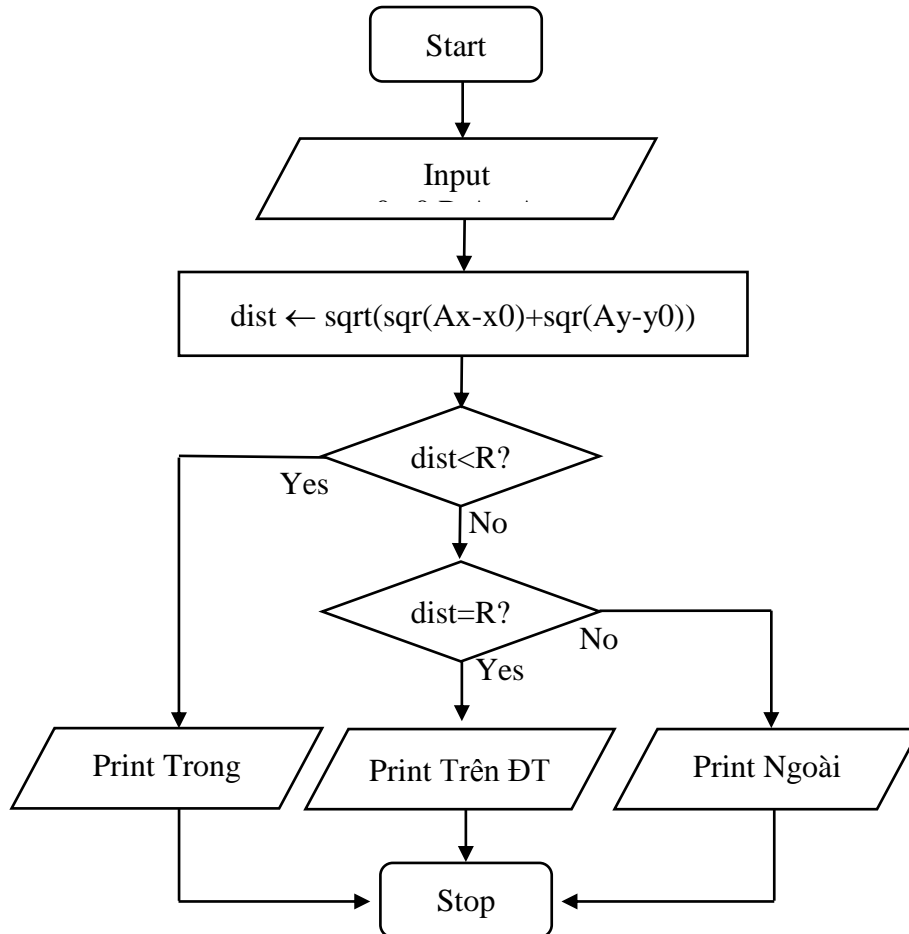 Start
Input
dist ← sqrt(sqr(Ax-x0)+sqr(Ay-y0))
dist<R?
Yes
No
dist=R?
No
Yes
Print Trong
Print Trên ĐT
Print Ngoài
Stop